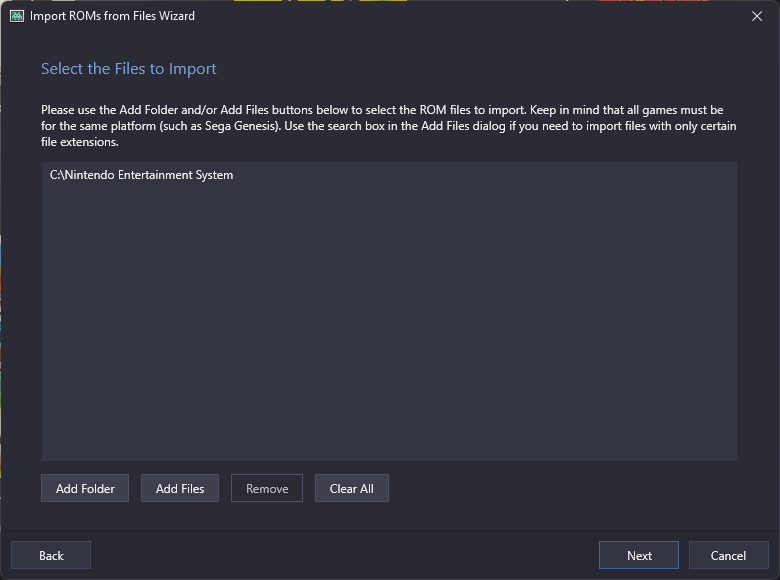 Import ROMs from Files Wizard
Select the Files to Import
Please use the Add Folder and/or Add Files buttons below to select the ROM files to import. Keep in mind that all games must be
for the same platform (such as Sega Genesis). Use the search box in the Add Files dialog if you need to import files with only certain
file extensions.
C:\Nintendo Entertainment System
Add Folder
Add Files
Remove
Clear All
Back
Next
Cancel